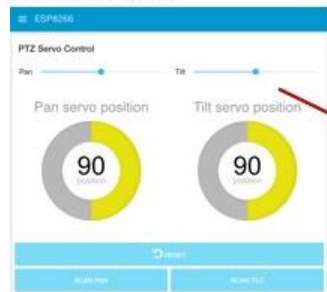 ESP8266
PTZ Servo Control
Pan
Tilt
Pan servo position
Tilt servo position
90
position
90
position
RESET
SCAN PAN
SCAN TILT